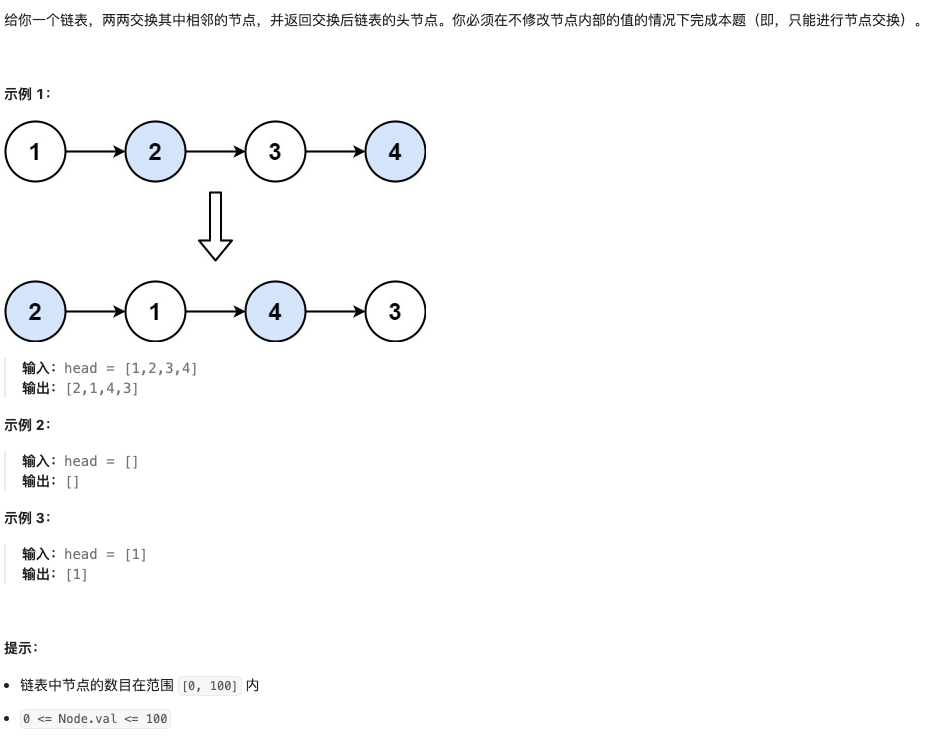 给你一个链表，两两交换其中相邻的节点，并返回交换后链表的头节点。你必须在不修改节点内部的值的情况下完成本题（即，只能进行节点交换）。
示例 1：
1 2 3 4
2 1 4 3
输入：head = [1,2,3,4]
输出：[2,1,4,3]
示例 2：
输入：head = []
输出：[]
示例 3：
输入：head = [1]
输出：[1]
提示：
• 链表中节点的数目在范围 [0, 100] 内
• 0 <= Node.val <= 100